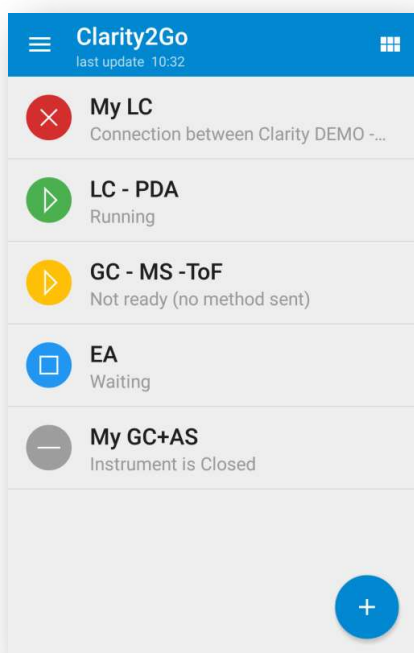 Clarity2Go
last update 10:32
My LC
Connection between Clarity DEMO -...
LC - PDA
Running
GC - MS -ToF
Not ready (no method sent)
EA
Waiting
My GC+AS
Instrument is Closed
+